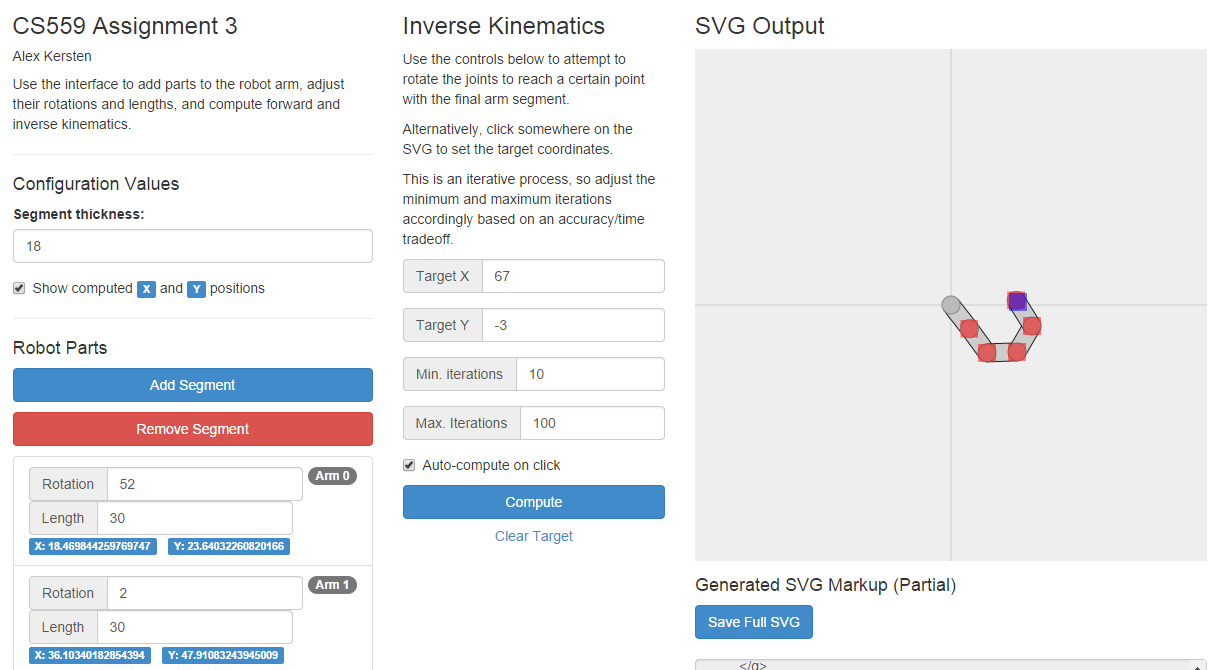 CS559 Assignment 3
Alex Kersten
Use the interface to add parts to the robot arm, adjust
their rotations and lengths, and compute forward and
inverse kinematics.
Configuration Values
Segment thickness:
18
Show computed X and Y positions
Robot Parts
Add Segment
Remove Segment
Rotation 52 Arm 0
Length 30
X: 18.469844259769747 Y: 23.64032260820166
Rotation 2 Arm 1
Length 30
X: 36.10340182854394 Y: 47.91083243945009
Inverse Kinematics
Use the controls below to attempt to
rotate the joints to reach a certain point
with the final arm segment.
Alternatively, click somewhere on the
SVG to set the target coordinates.
This is an iterative process, so adjust the
minimum and maximum iterations
accordingly based on an accuracy/time
tradeoff.
Target X 67
Target Y -3
Min. iterations 10
Max. Iterations 100
Auto-compute on click
Compute
Clear Target
SVG Output
Generated SVG Markup (Partial)
Save Full SVG
</g>